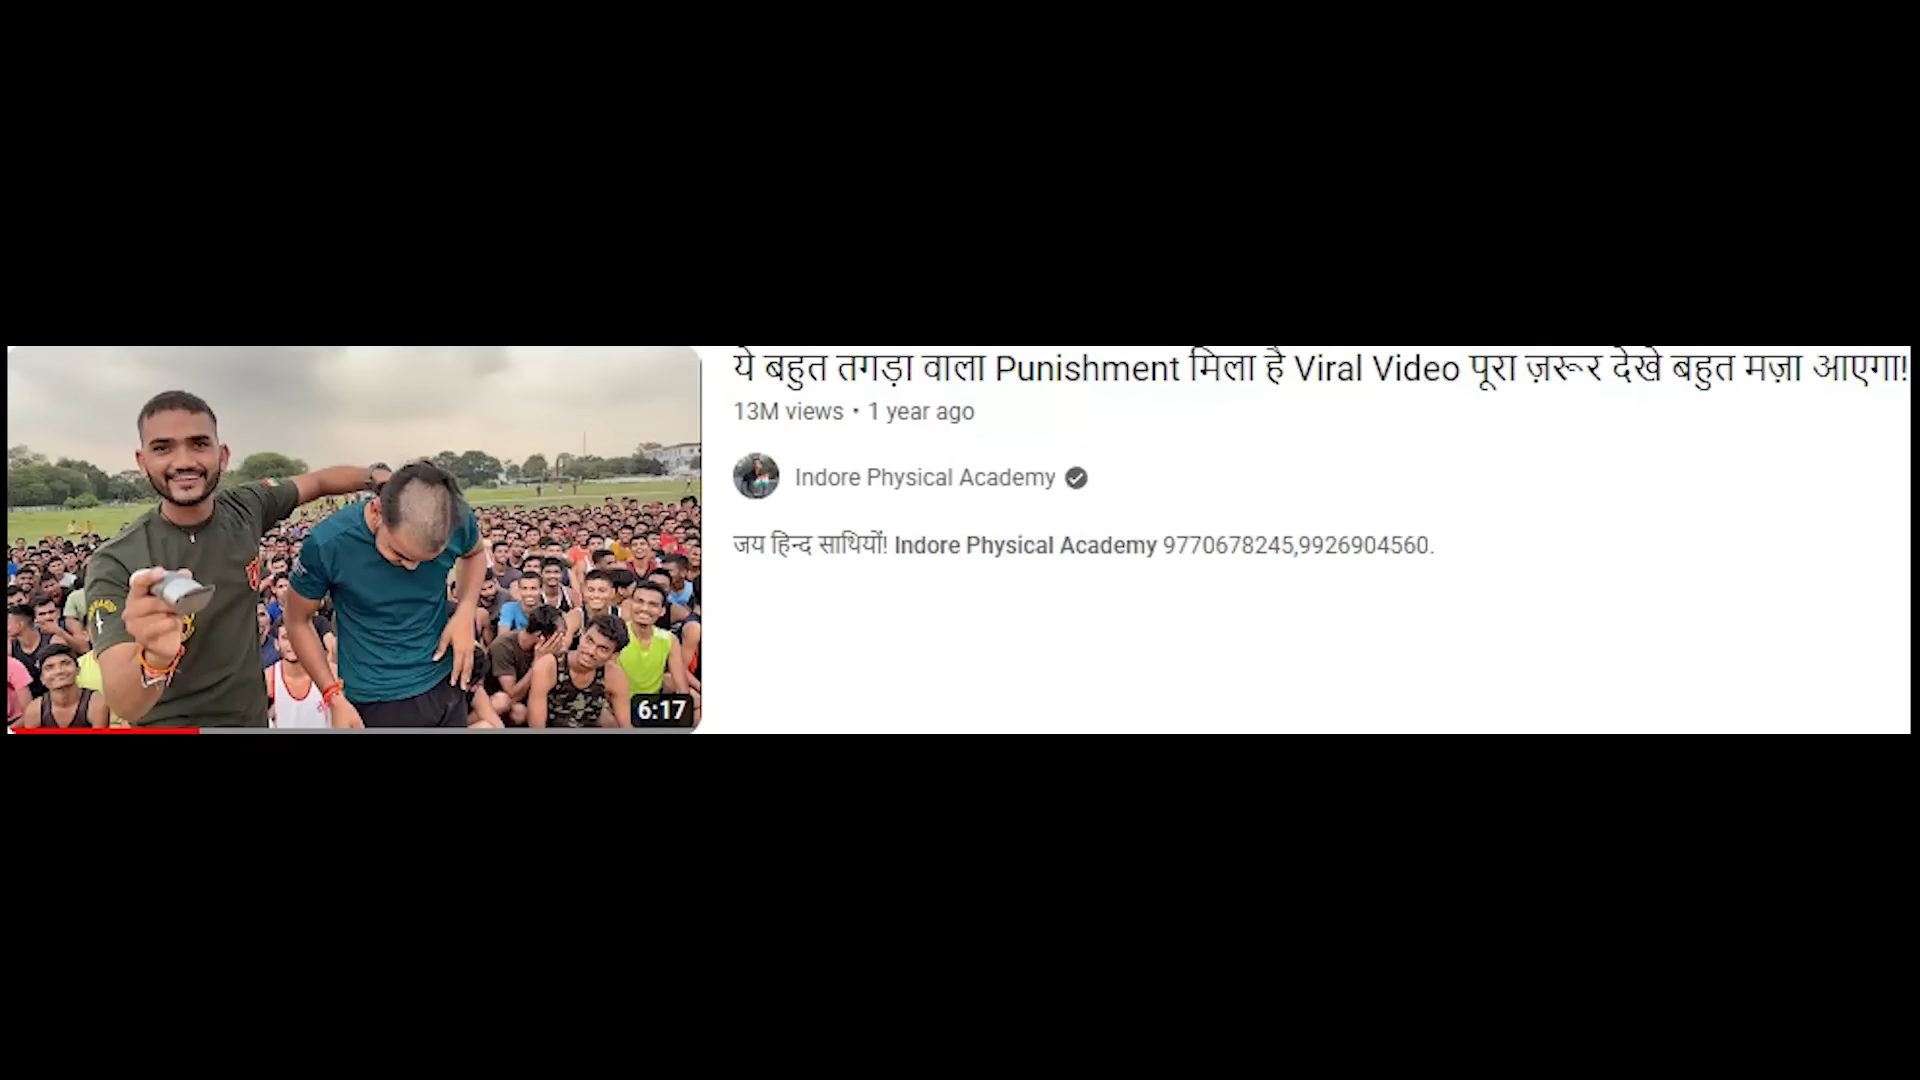 ये बहुत तगड़ा वाला Punishment मिला है Viral Video पूरा ज़रूर देखे बहुत मज़ा आएगा!
13M views • 1 year ago
Indore Physical Academy
जय हिन्द साथियों! Indore Physical Academy 9770678245,9926904560.
6:17